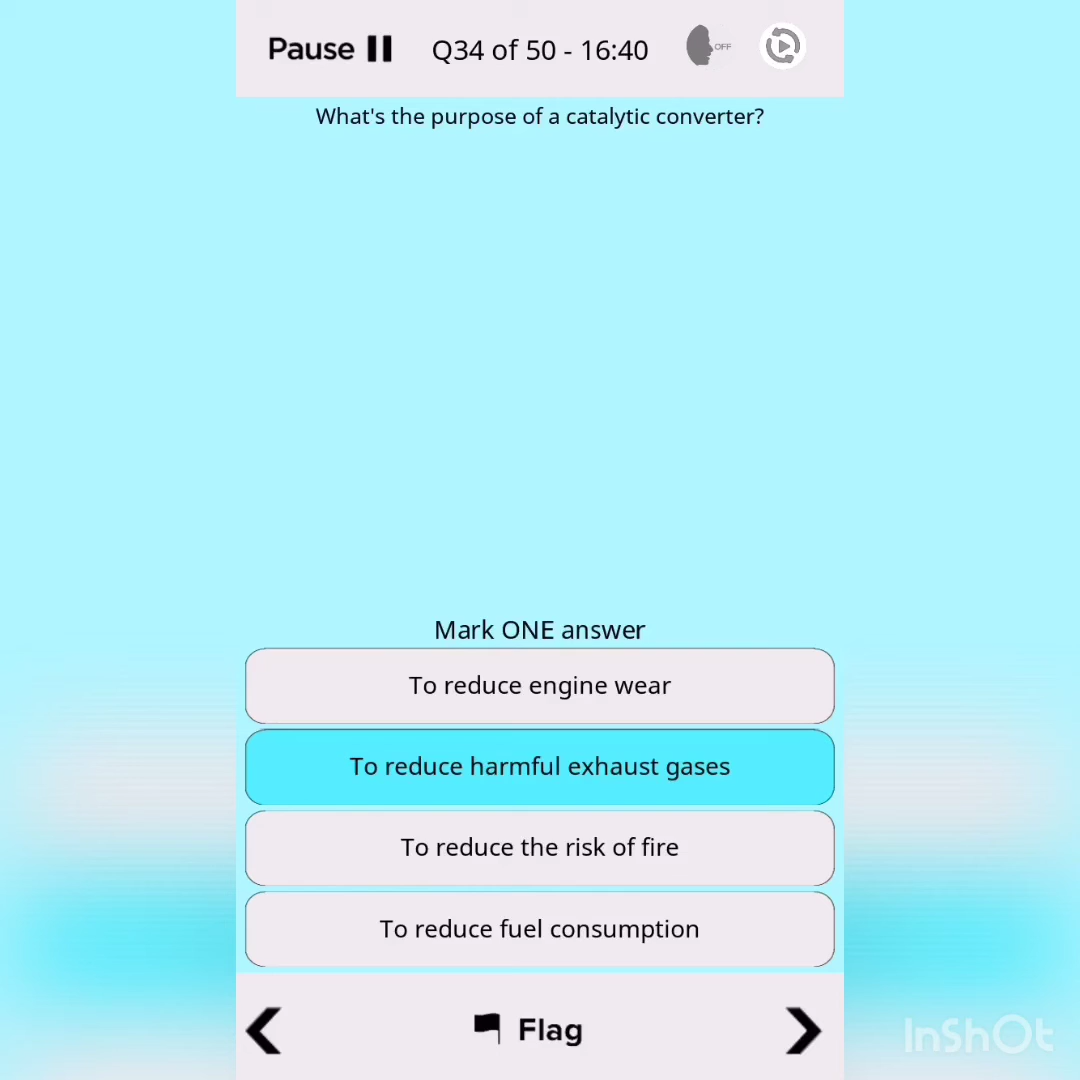 Pause
Q34 of 50 - 16:40
OFF
What's the purpose of a catalytic converter?
Mark ONE answer
To reduce engine wear
To reduce harmful exhaust gases
To reduce the risk of fire
To reduce fuel consumption
Flag
InShOt